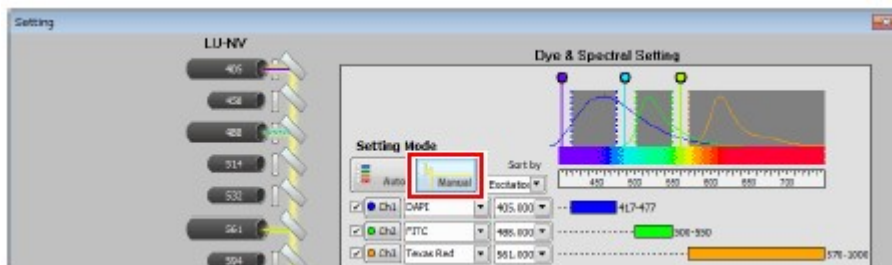 Setting
LU-NV
405
458
488
514
532
561
594
Dye & Spectral Setting
Setting Mode
Auto
Manual
Sort by
Excitation
450 500 550 600 650 700
Ch1 DAPI 405.000 417-477
Ch2 FITC 488.000 500-550
Ch3 Texas Red 561.000 570-1000